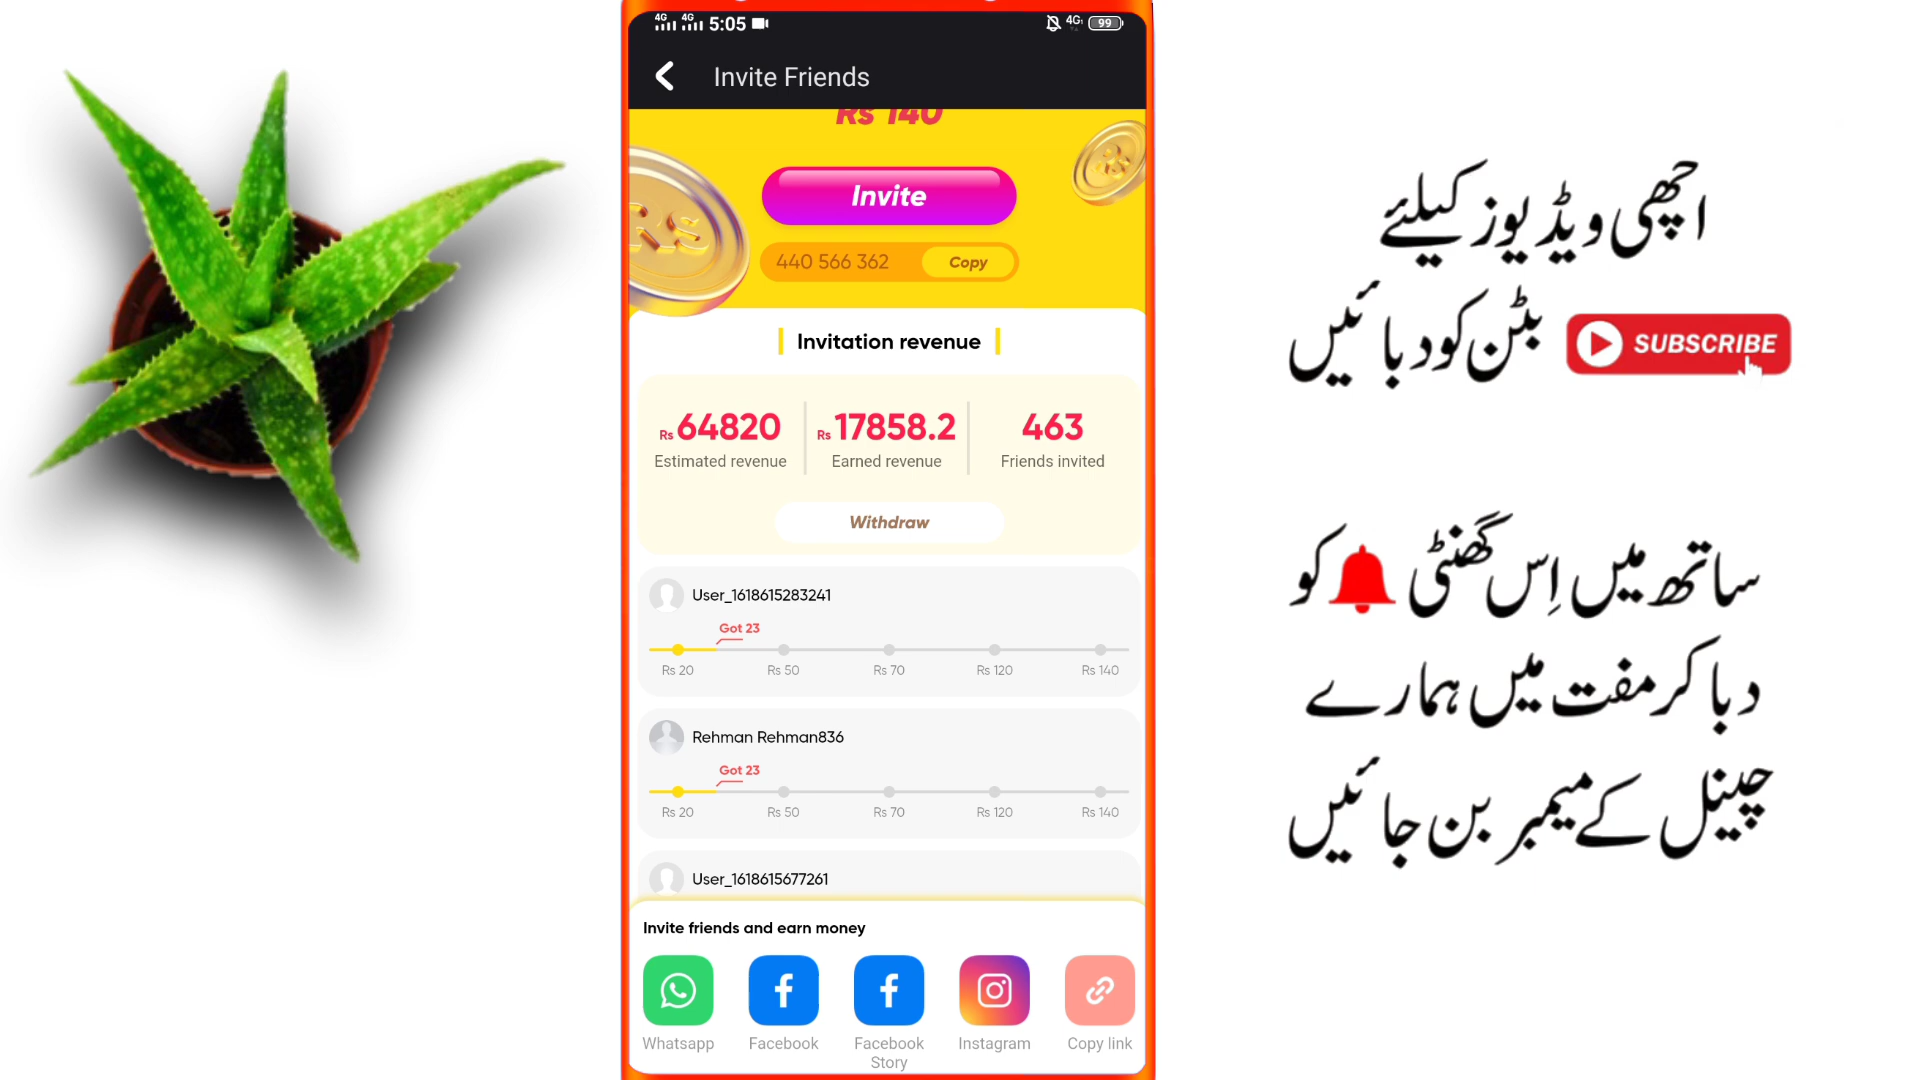 4G 4G 5:05 4G 99
Invite Friends
Rs 140
Invite
440 566 362 Copy
Invitation revenue
Rs 64820 Rs 17858.2 463
Estimated revenue Earned revenue Friends invited
Withdraw
User_1618615283241
Got 23
Rs 20 Rs 50 Rs 70 Rs 120 Rs 140
Rehman Rehman836
Got 23
Rs 20 Rs 50 Rs 70 Rs 120 Rs 140
User_1618615677261
Invite friends and earn money
Whatsapp Facebook Facebook Story Instagram Copy link
Rs
Rs
اچھی ویڈیوز کیلئے
SUBSCRIBE بٹن کو دبائیں
ساتھ میں اِس گھنٹی کو
دبا کر مفت میں ہمارے
چینل کے میمبر بن جائیں